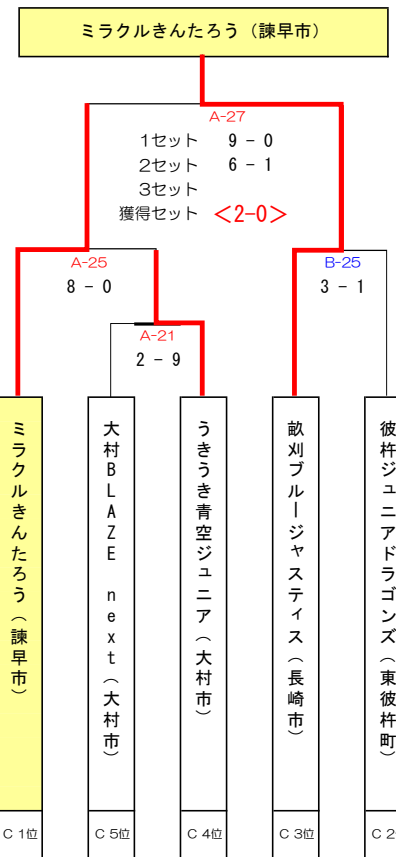 ミラクルきんたろう（諫早市）
A-27
1セット 9 - 0
2セット 6 - 1
3セット
獲得セット <2-0>
A-25
8 - 0
B-25
3 - 1
A-21
2 - 9
ミラクルきんたろう（諫早市）
大村BLAZE next（大村市）
うきうき青空ジュニア（大村市）
畝刈ブルージャスティス（長崎市）
彼杵ジュニアドラゴンズ（東彼杵町）
C 1位
C 5位
C 4位
C 3位
C 2